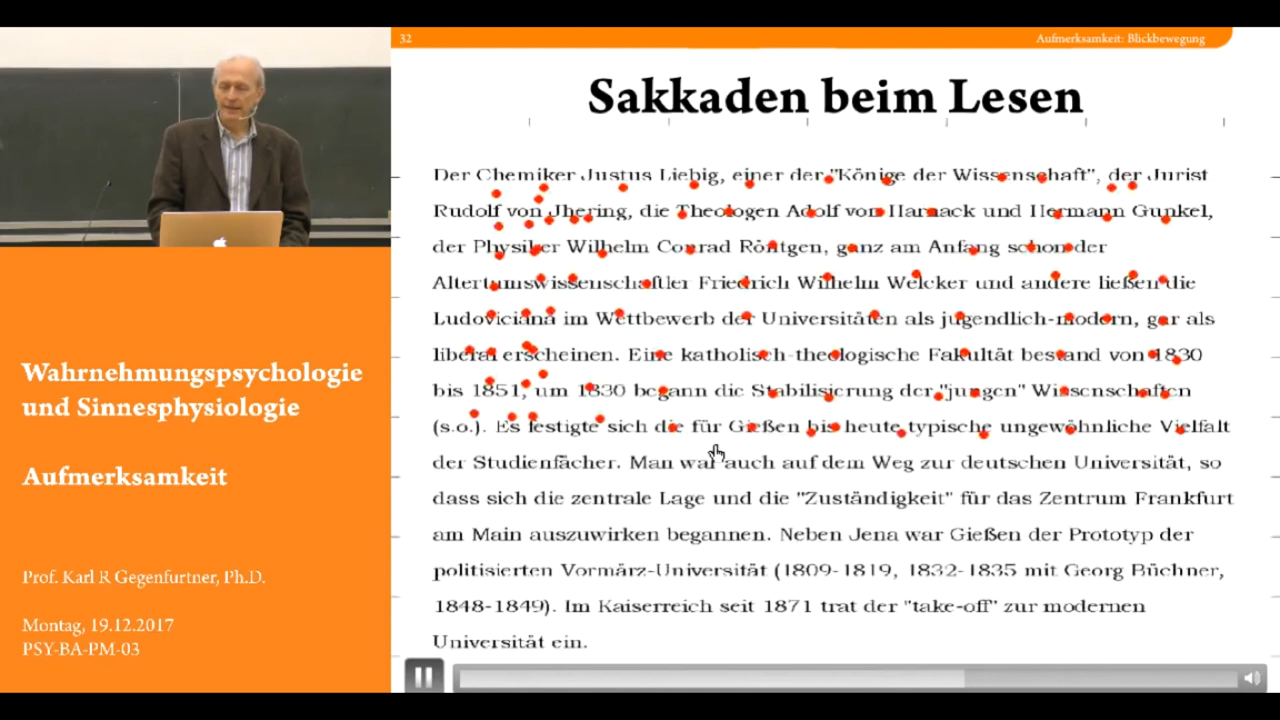 32
Aufmerksamkeit: Blickbewegung
Sakkaden beim Lesen
Der Chemiker Justus Liebig, einer der "Könige der Wissenschaft", der Jurist
Rudolf von Jhering, die Theologen Adolf von Harnack und Hermann Gunkel,
der Physiker Wilhelm Conrad Röntgen, ganz am Anfang schon der
Altertumswissenschaftler Friedrich Wilhelm Welcker und andere ließen die
Ludoviciana im Wettbewerb der Universitäten als jugendlich-modern, gar als
liberal erscheinen. Eine katholisch-theologische Fakultät bestand von 1830
bis 1851, um 1830 begann die Stabilisierung der "jungen" Wissenschaften
(s.o.). Es festigte sich die für Gießen bis heute typische ungewöhnliche Vielfalt
der Studienfächer. Man war auch auf dem Weg zur deutschen Universität, so
dass sich die zentrale Lage und die "Zuständigkeit" für das Zentrum Frankfurt
am Main auszuwirken begannen. Neben Jena war Gießen der Prototyp der
politisierten Vormärz-Universität (1809-1819, 1832-1835 mit Georg Büchner,
1848-1849). Im Kaiserreich seit 1871 trat der "take-off" zur modernen
Universität ein.
Wahrnehmungspsychologie
und Sinnesphysiologie
Aufmerksamkeit
Prof. Karl R Gegenfurtner, Ph.D.
Montag, 19.12.2017
PSY-BA-PM-03